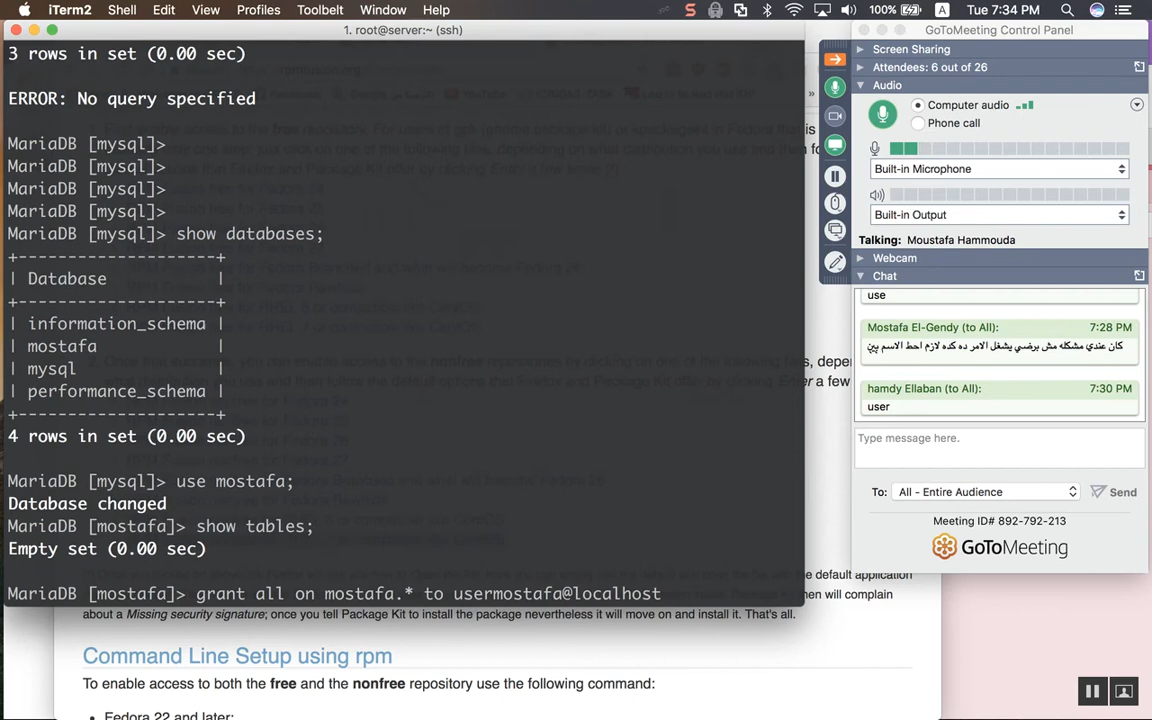 iTerm2 Shell Edit View Profiles Toolbelt Window Help
100% A Tue 7:34 PM
1. root@server:~ (ssh)
3 rows in set (0.00 sec)
ERROR: No query specified
MariaDB [mysql]>
MariaDB [mysql]>
MariaDB [mysql]>
MariaDB [mysql]>
MariaDB [mysql]> show databases;
+--------------------+
| Database |
+--------------------+
| information_schema |
| mostafa |
| mysql |
| performance_schema |
+--------------------+
4 rows in set (0.00 sec)
MariaDB [mysql]> use mostafa;
Database changed
MariaDB [mostafa]> show tables;
Empty set (0.00 sec)
MariaDB [mostafa]> grant all on mostafa.* to usermostafa@localhost
with the default application
then will complain
about a Missing security signature; once you tell Package Kit to install the package nevertheless it will move on and install it. That's all.
Command Line Setup using rpm
To enable access to both the free and the nonfree repository use the following command:
• Fedora 22 and later:
GoToMeeting Control Panel
Screen Sharing
Attendees: 6 out of 26
Audio
Computer audio
Phone call
Built-in Microphone
Built-in Output
Talking: Moustafa Hammouda
Webcam
Chat
use
Mostafa El-Gendy (to All): 7:28 PM
كان عندي مشكله مش برضي يشغل الامر ده كده لازم احط الاسم بين
hamdy Ellaban (to All): 7:30 PM
user
Type message here.
To: All - Entire Audience Send
Meeting ID# 892-792-213
GoToMeeting